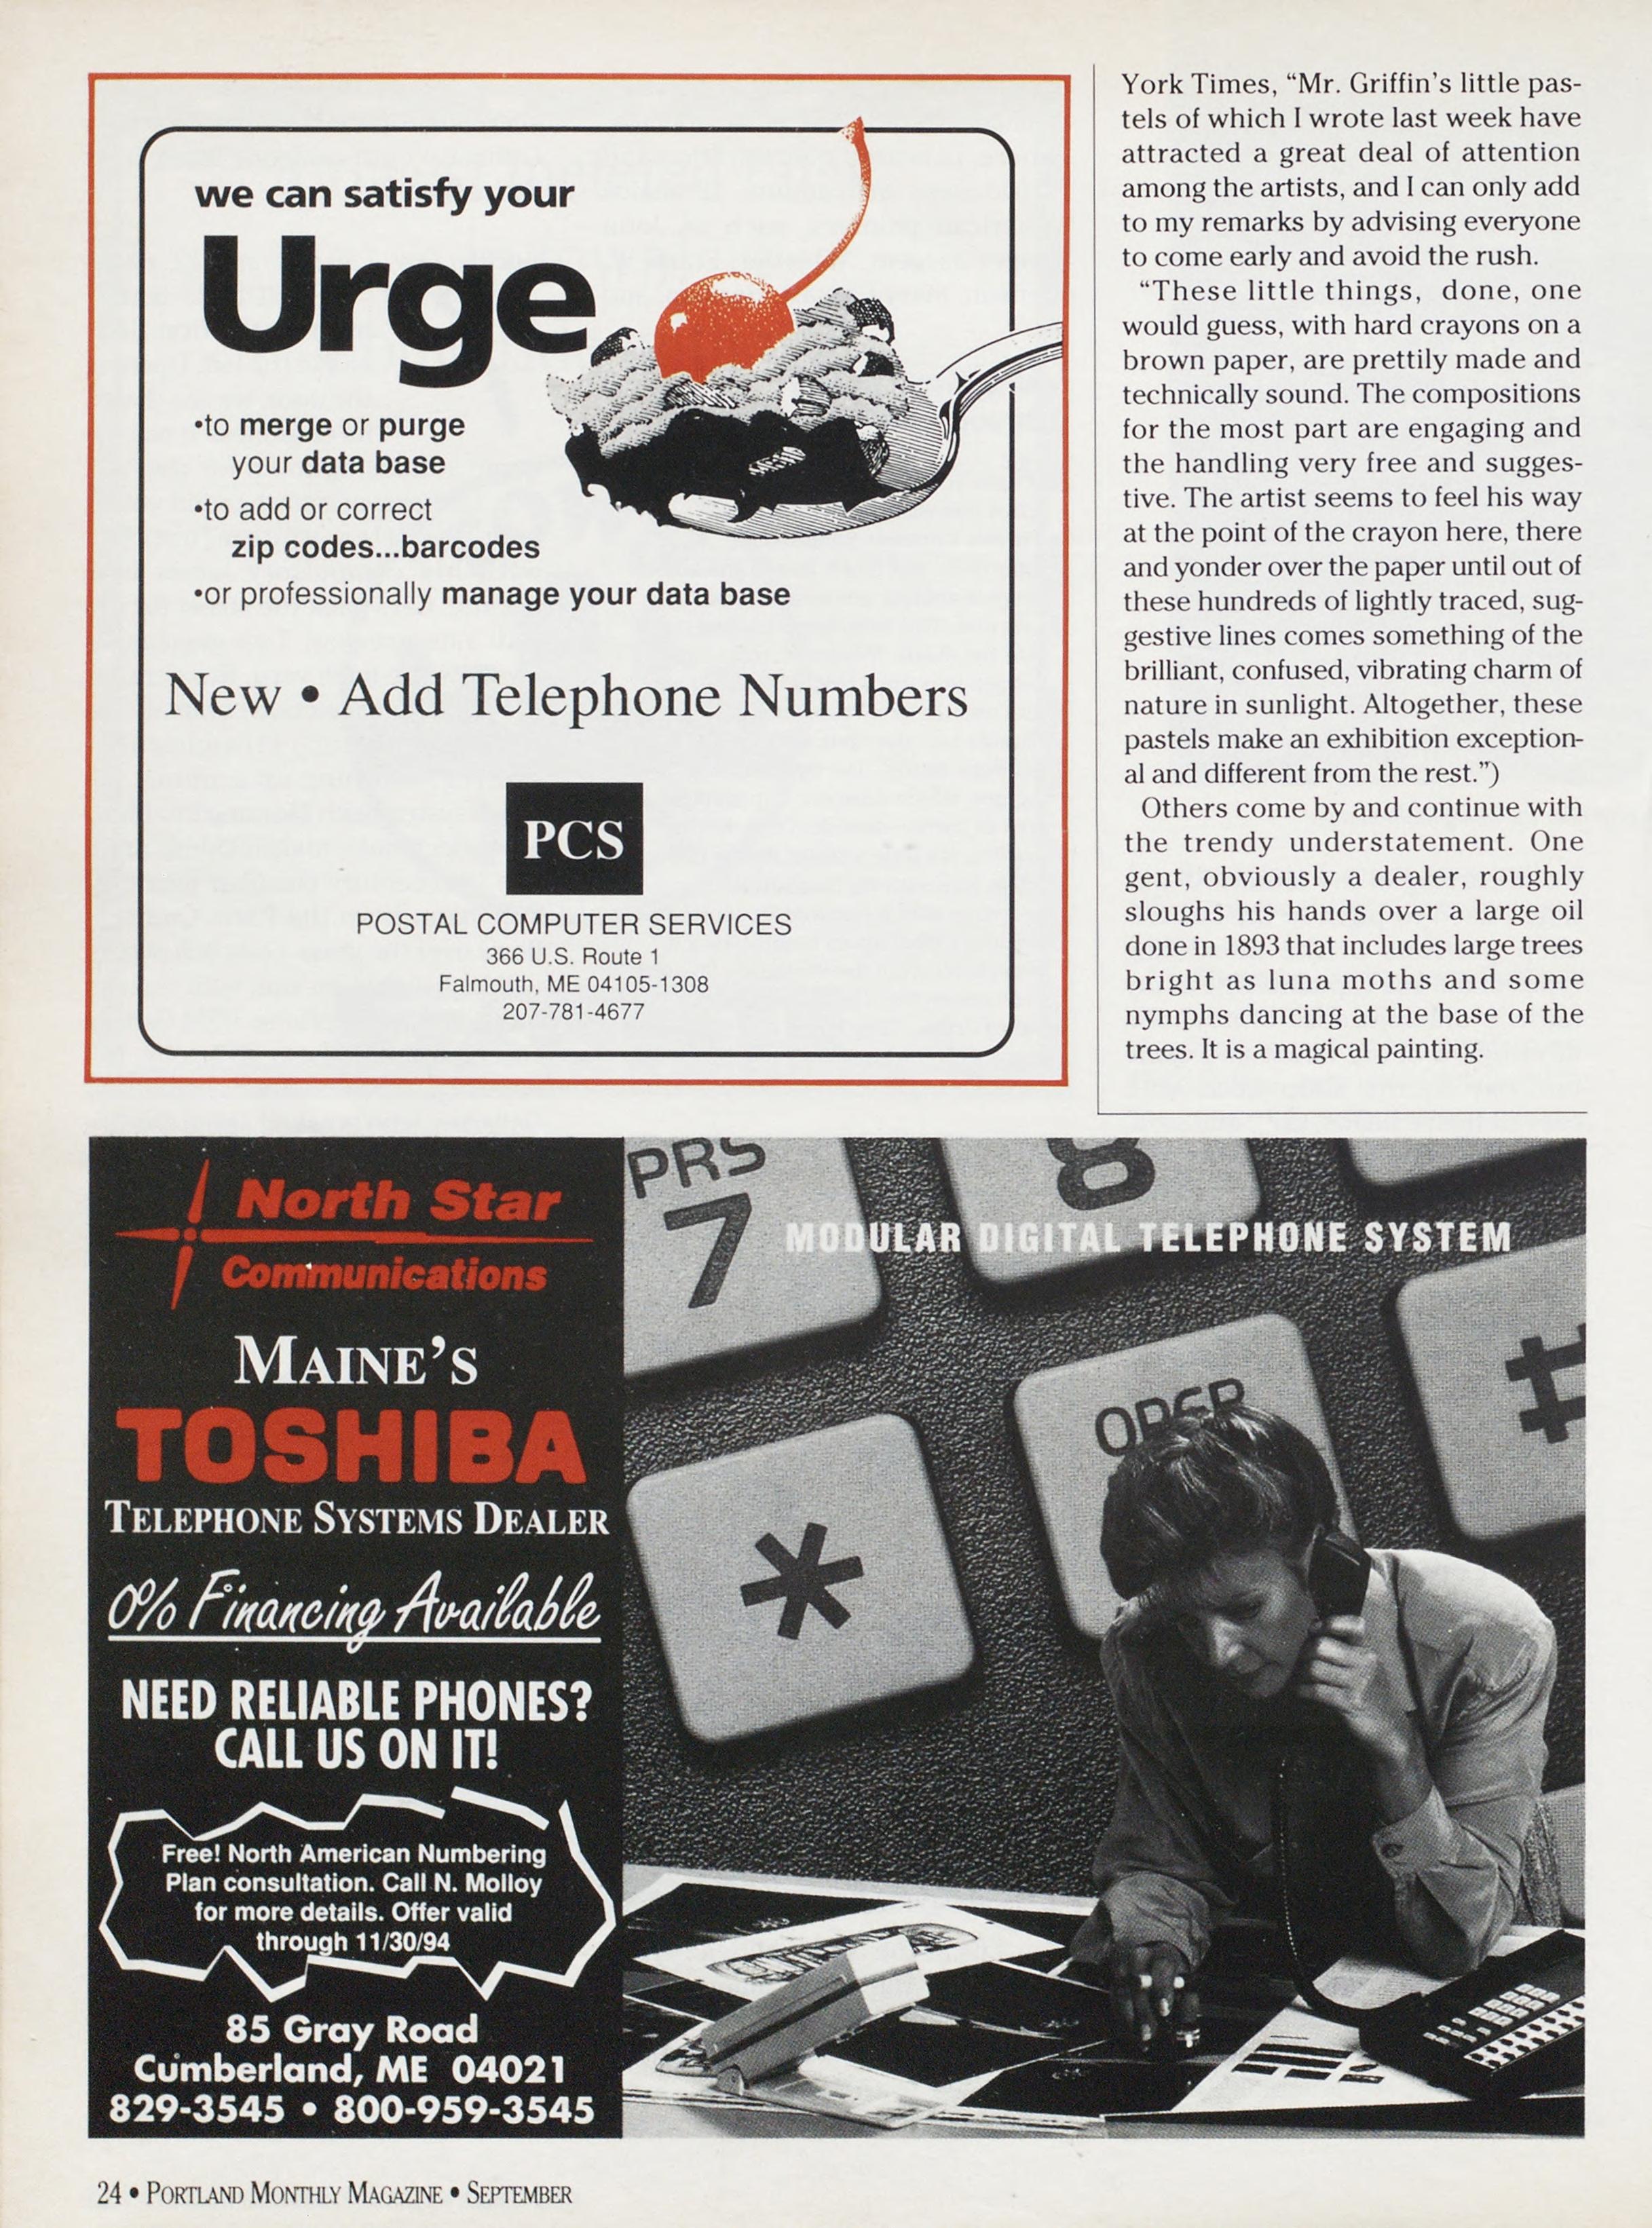 we can satisfy your
Urge
•to merge or purge
your data base
•to add or correct
zip codes...barcodes
•or professionally manage your data base
New • Add Telephone Numbers
PCS
POSTAL COMPUTER SERVICES
366 U.S. Route 1
Falmouth, ME 04105-1308
207-781-4677
York Times, “Mr. Griffin’s little pas-
tels of which I wrote last week have
attracted a great deal of attention
among the artists, and I can only add
to my remarks by advising everyone
to come early and avoid the rush.
“These little things, done, one
would guess, with hard crayons on a
brown paper, are prettily made and
technically sound. The compositions
for the most part are engaging and
the handling very free and sugges-
tive. The artist seems to feel his way
at the point of the crayon here, there
and yonder over the paper until out of
these hundreds of lightly traced, sug-
gestive lines comes something of the
brilliant, confused, vibrating charm of
nature in sunlight. Altogether, these
pastels make an exhibition exception-
al and different from the rest.”)
Others come by and continue with
the trendy understatement. One
gent, obviously a dealer, roughly
sloughs his hands over a large oil
done in 1893 that includes large trees
bright as luna moths and some
nymphs dancing at the base of the
trees. It is a magical painting.
North Star
Communications
MAINE’S
TOSHIBA
TELEPHONE SYSTEMS DEALER
0% Financing Available
NEED RELIABLE PHONES?
CALL US ON IT!
Free! North American Numbering
Plan consultation. Call N. Molloy
for more details. Offer valid
through 11/30/94
85 Gray Road
Cumberland, ME 04021
829-3545 • 800-959-3545
PRS
7
8
MODULAR DIGITAL TELEPHONE SYSTEM
OPER
*
#
24 • PORTLAND MONTHLY MAGAZINE • SEPTEMBER